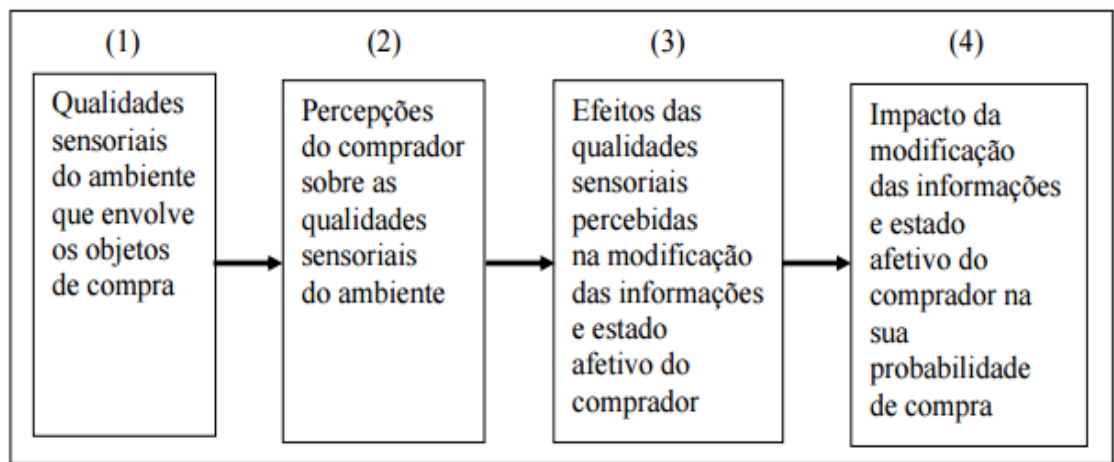 (1)
(2)
(3)
(4)
Qualidades
sensoriais
do ambiente
que envolve
os objetos
de compra
Percepções
do comprador
sobre as
qualidades
sensoriais
do ambiente
Efeitos das
qualidades
sensoriais
percebidas
na modificação
das informações
e estado
afetivo do
comprador
Impacto da
modificação
das informações
e estado
afetivo do
comprador na
sua
probabilidade
de compra